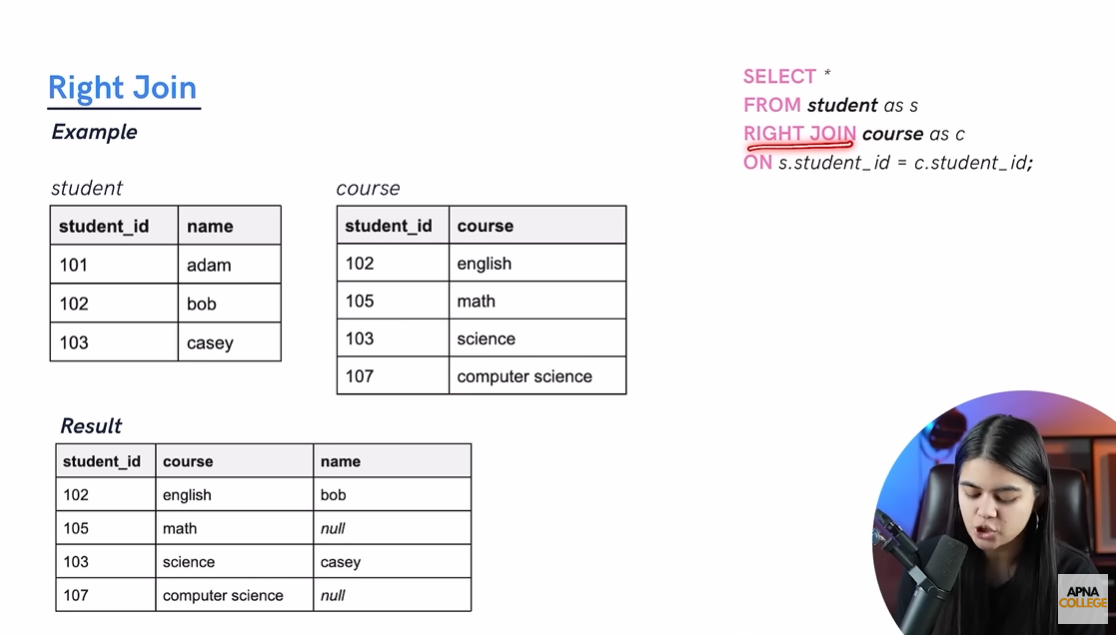 Right Join
Example
SELECT *
FROM student as s
RIGHT JOIN course as c
ON s.student_id = c.student_id;
student
student_id name
101 adam
102 bob
103 casey
course
student_id course
102 english
105 math
103 science
107 computer science
Result
student_id course name
102 english bob
105 math null
103 science casey
107 computer science null
APNA
COLLEGE